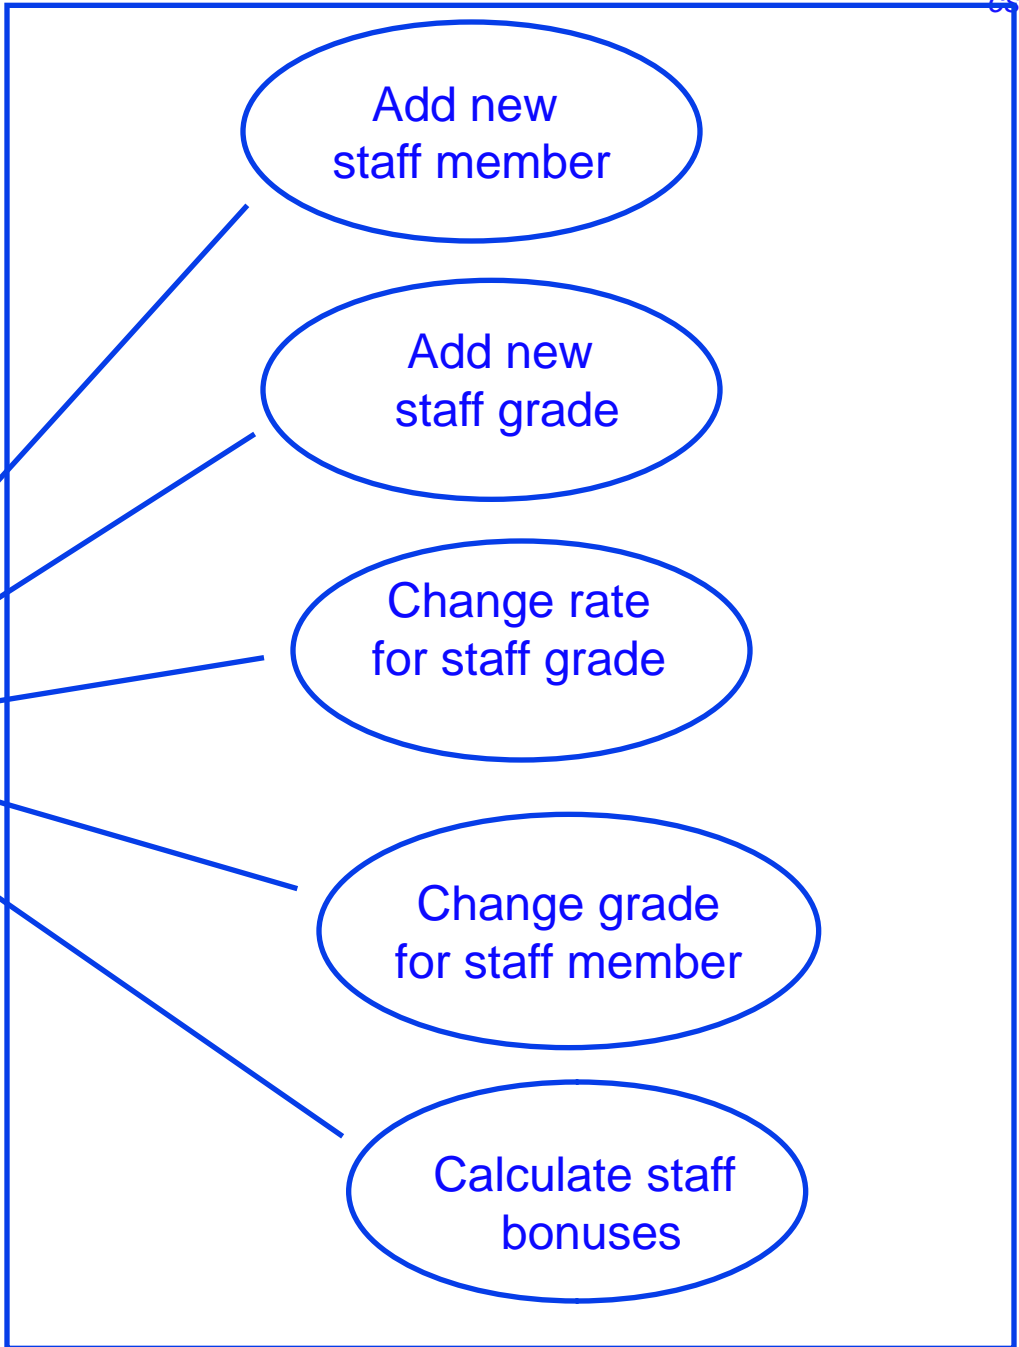 Add new
staff member
Add new
staff grade
Change rate
for staff grade
Change grade
for staff member
Calculate staff
bonuses